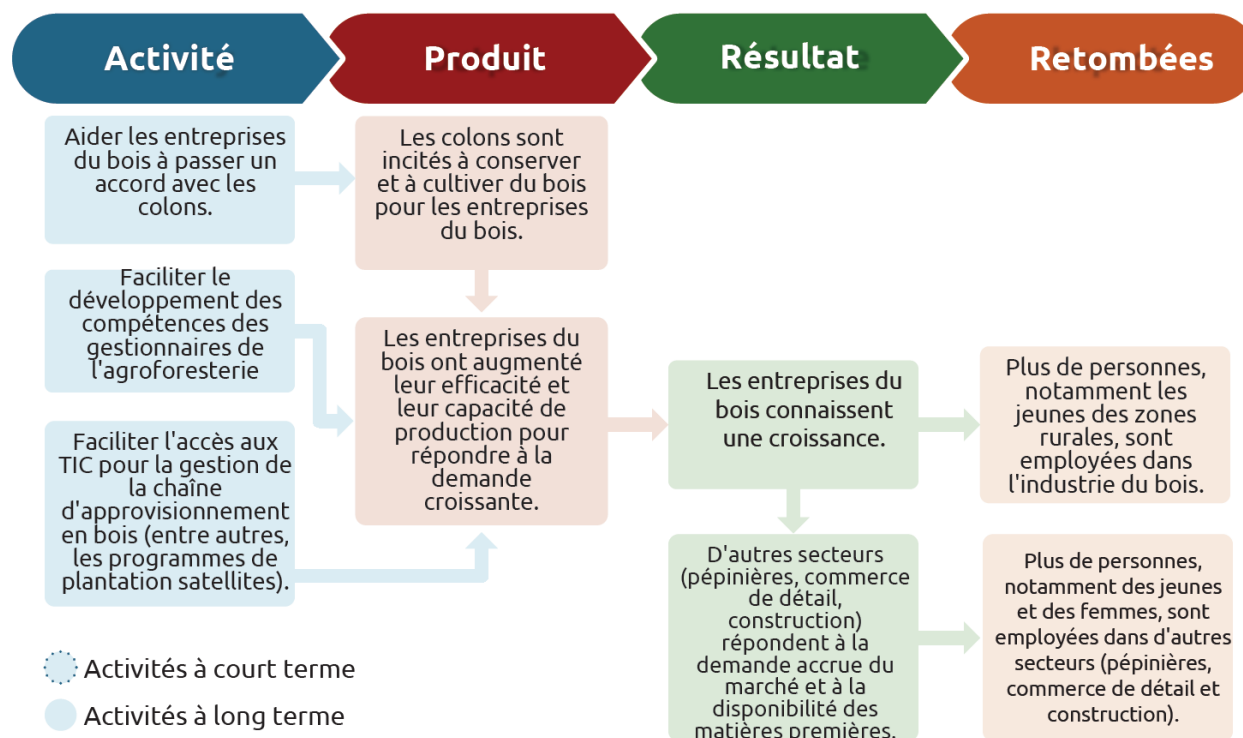 Activité
Produit
Résultat
Retombées
Aider les entreprises
du bois à passer un
accord avec les
colons.
Les colons sont
incités à conserver
et à cultiver du bois
pour les entreprises
du bois.
Faciliter le
développement des
compétences des
gestionnaires de
l'agroforesterie
Les entreprises du
bois ont augmenté
leur efficacité et
leur capacité de
production pour
répondre à la
demande
croissante.
Les entreprises du
bois connaissent
une croissance.
Plus de personnes,
notamment les
jeunes des zones
rurales, sont
employées dans
l'industrie du bois.
Faciliter l'accès aux
TIC pour la gestion de
la chaîne
d'approvisionnement
en bois (entre autres,
les programmes de
plantation satellites).
D'autres secteurs
(pépinières, commerce
de détail,
construction)
répondent à la
demande accrue du
marché et à la
disponibilité des
matières premières.
Plus de personnes,
notamment des jeunes
et des femmes, sont
employées dans d'autres
secteurs (pépinières,
commerce de détail et
construction).
Activités à court terme
Activités à long terme